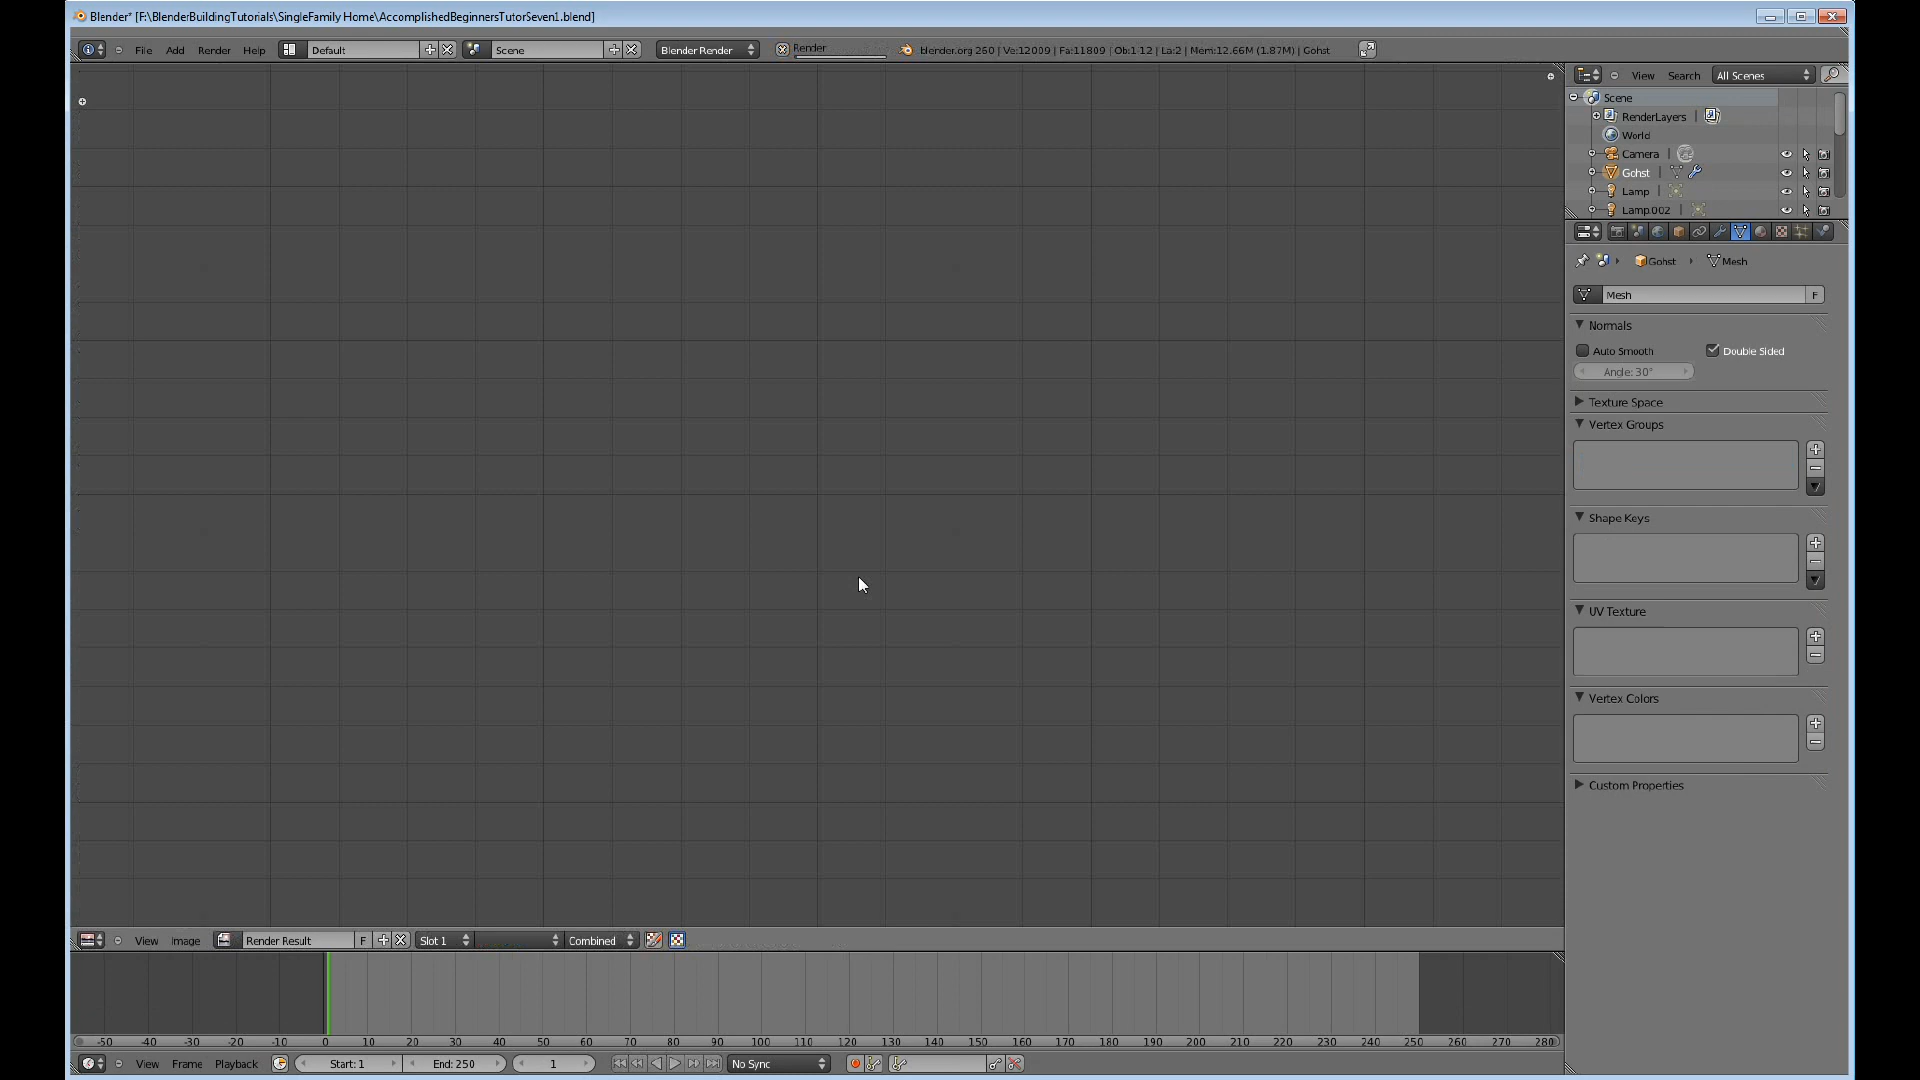 Blender* [F:\BlenderBuildingTutorials\SingleFamily Home\AccomplishedBeginnersTutorSeven1.blend]
File Add Render Help Default Scene Blender Render Render blender.org 260 | Ve:12009 | Fa:11809 | Ob:1-12 | La:2 | Mem:12.66M (1.87M) | Gohst
View Search All Scenes
Scene
RenderLayers
World
Camera
Gohst
Lamp
Lamp.002
Gohst Mesh
Mesh F
Normals
Auto Smooth Double Sided
Angle: 30°
Texture Space
Vertex Groups
Shape Keys
UV Texture
Vertex Colors
Custom Properties
View Image Render Result F Slot 1 Combined
-50 -40 -30 -20 -10 0 10 20 30 40 50 60 70 80 90 100 110 120 130 140 150 160 170 180 190 200 210 220 230 240 250 260 270 280
View Frame Playback Start: 1 End: 250 1 No Sync